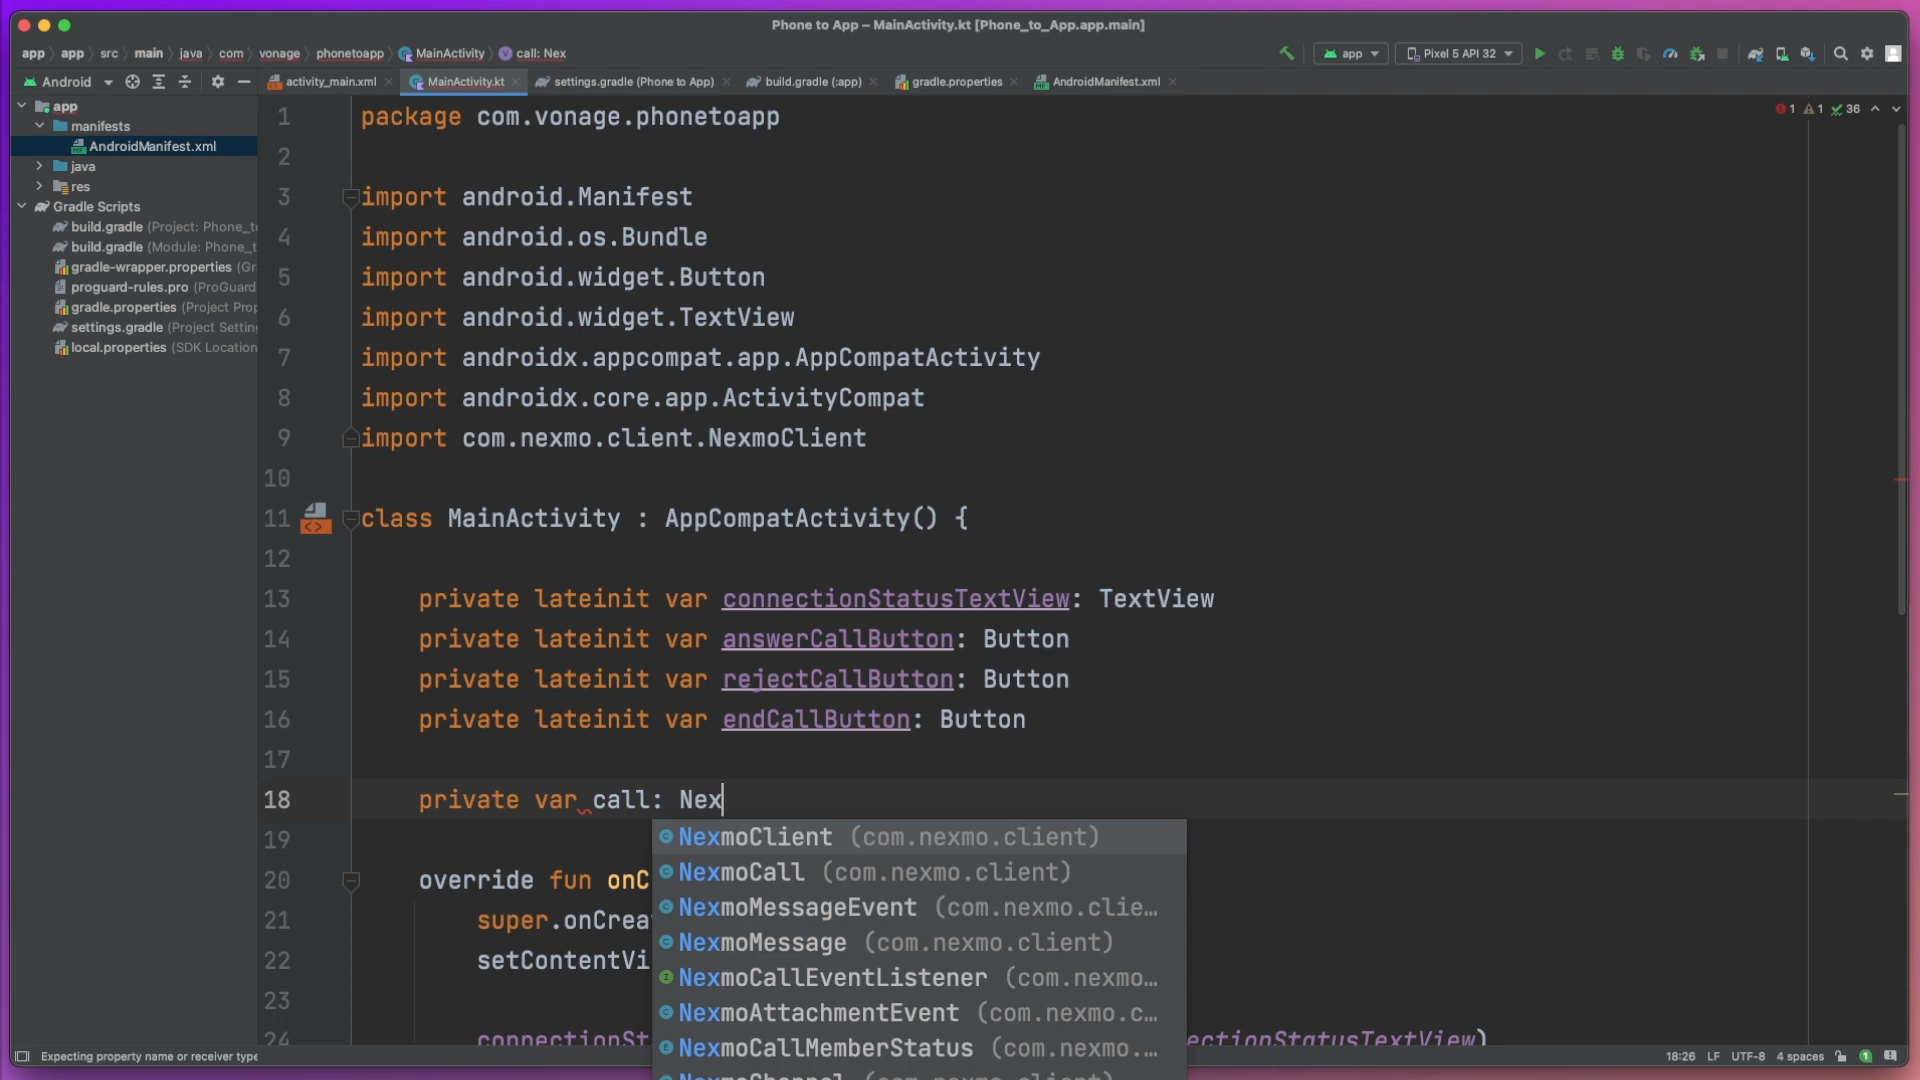 Phone to App – MainActivity.kt [Phone_to_App.app.main]
app app src main java com vonage phonetoapp MainActivity call: Nex
app Pixel 5 API 32
Android activity_main.xml MainActivity.kt settings.gradle (Phone to App) build.gradle (:app) gradle.properties AndroidManifest.xml
app
manifests
AndroidManifest.xml
java
res
Gradle Scripts
build.gradle (Project: Phone_to
build.gradle (Module: Phone_t
gradle-wrapper.properties (Gr
proguard-rules.pro (ProGuard
gradle.properties (Project Prop
settings.gradle (Project Settin
local.properties (SDK Location
1 1 36
1 package com.vonage.phonetoapp
2
3 import android.Manifest
4 import android.os.Bundle
5 import android.widget.Button
6 import android.widget.TextView
7 import androidx.appcompat.app.AppCompatActivity
8 import androidx.core.app.ActivityCompat
9 import com.nexmo.client.NexmoClient
10
11 class MainActivity : AppCompatActivity() {
12
13 private lateinit var connectionStatusTextView: TextView
14 private lateinit var answerCallButton: Button
15 private lateinit var rejectCallButton: Button
16 private lateinit var endCallButton: Button
17
18 private var call: Nex
19
20 override fun onC
21 super.onCrea
22 setContentVi
23
24 connectionSt ectionStatusTextView)
NexmoClient (com.nexmo.client)
NexmoCall (com.nexmo.client)
NexmoMessageEvent (com.nexmo.clie…
NexmoMessage (com.nexmo.client)
NexmoCallEventListener (com.nexmo…
NexmoAttachmentEvent (com.nexmo.c…
NexmoCallMemberStatus (com.nexmo.…
NexmoChannel (com.nexmo.client)
Expecting property name or receiver type
18:26 LF UTF-8 4 spaces 1